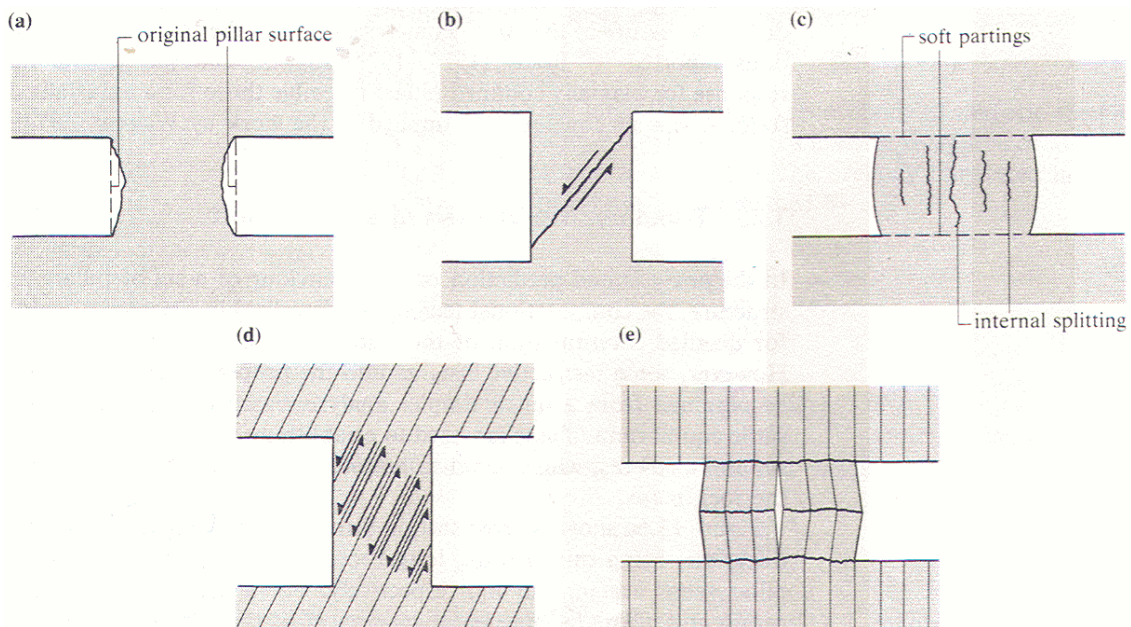 (a)
original pillar surface
(b)
(c)
soft partings
internal splitting
(d)
(e)